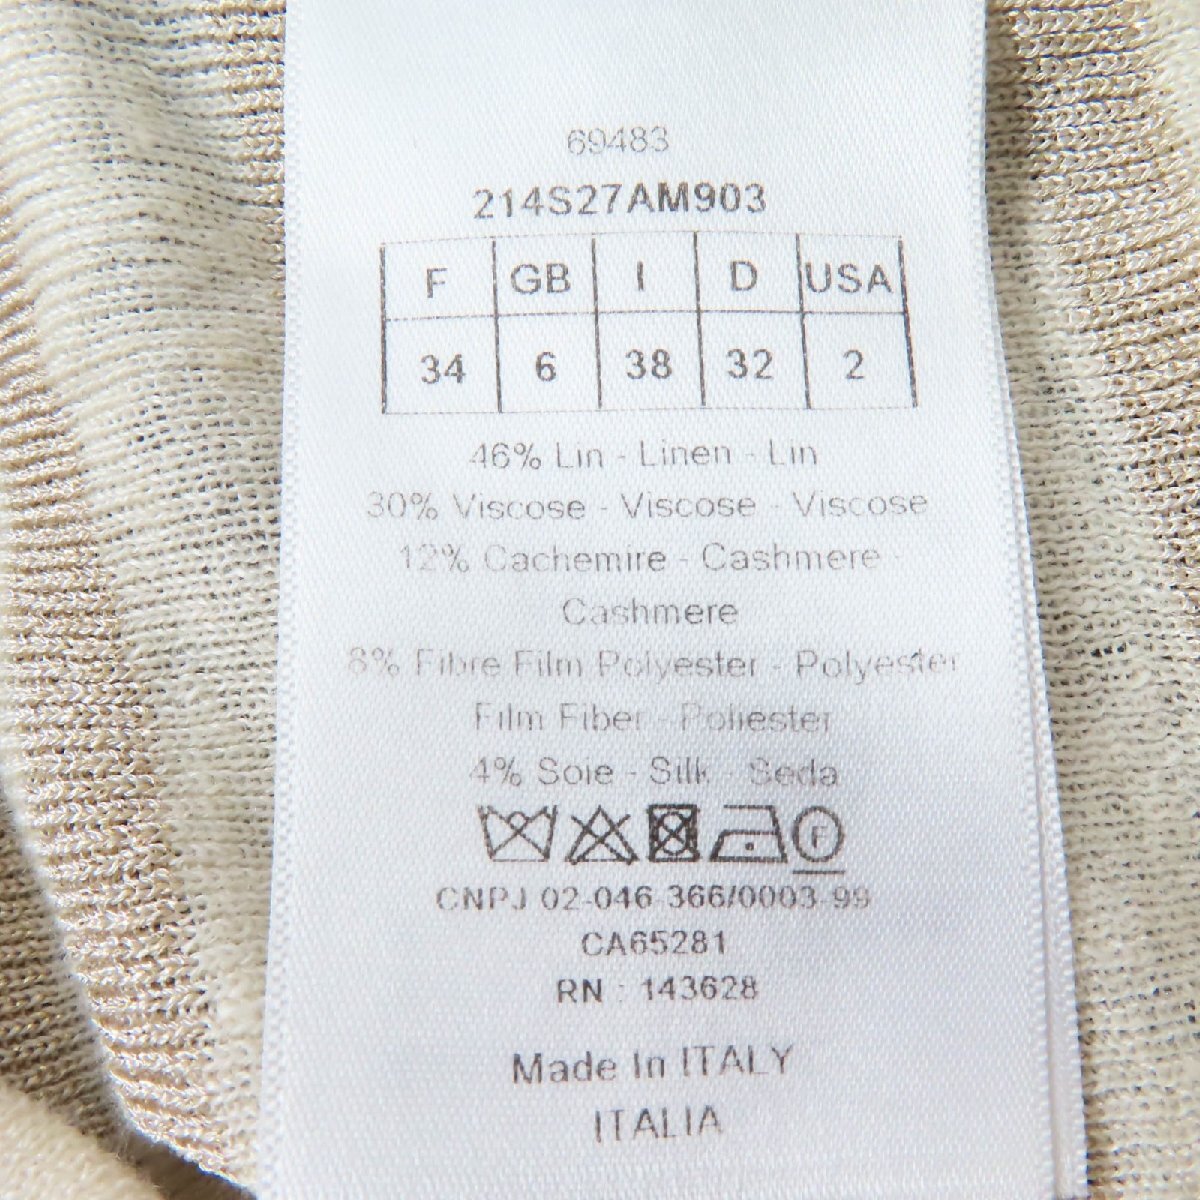 69483
214S27AM903
F GB I D USA
34 6 38 32 2
46% Lin - Linen - Lin
30% Viscose - Viscose - Viscose
12% Cachemire - Cashmere -
Cashmere
8% Fibre Film Polyester - Polyester
Film Fiber - Poliester
4% Soie - Silk - Seda
F
CNPJ 02-046 366/0003-99
CA65281
RN : 143628
Made In ITALY
ITALIA